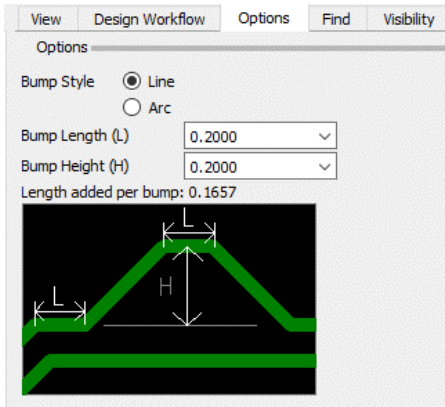 View Design Workflow Options Find Visibility
Options
Bump Style Line
Arc
Bump Length (L) 0.2000
Bump Height (H) 0.2000
Length added per bump: 0.1657
L
H
L